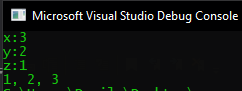 Microsoft Visual Studio Debug Console
x:3
y:2
z:1
1, 2, 3